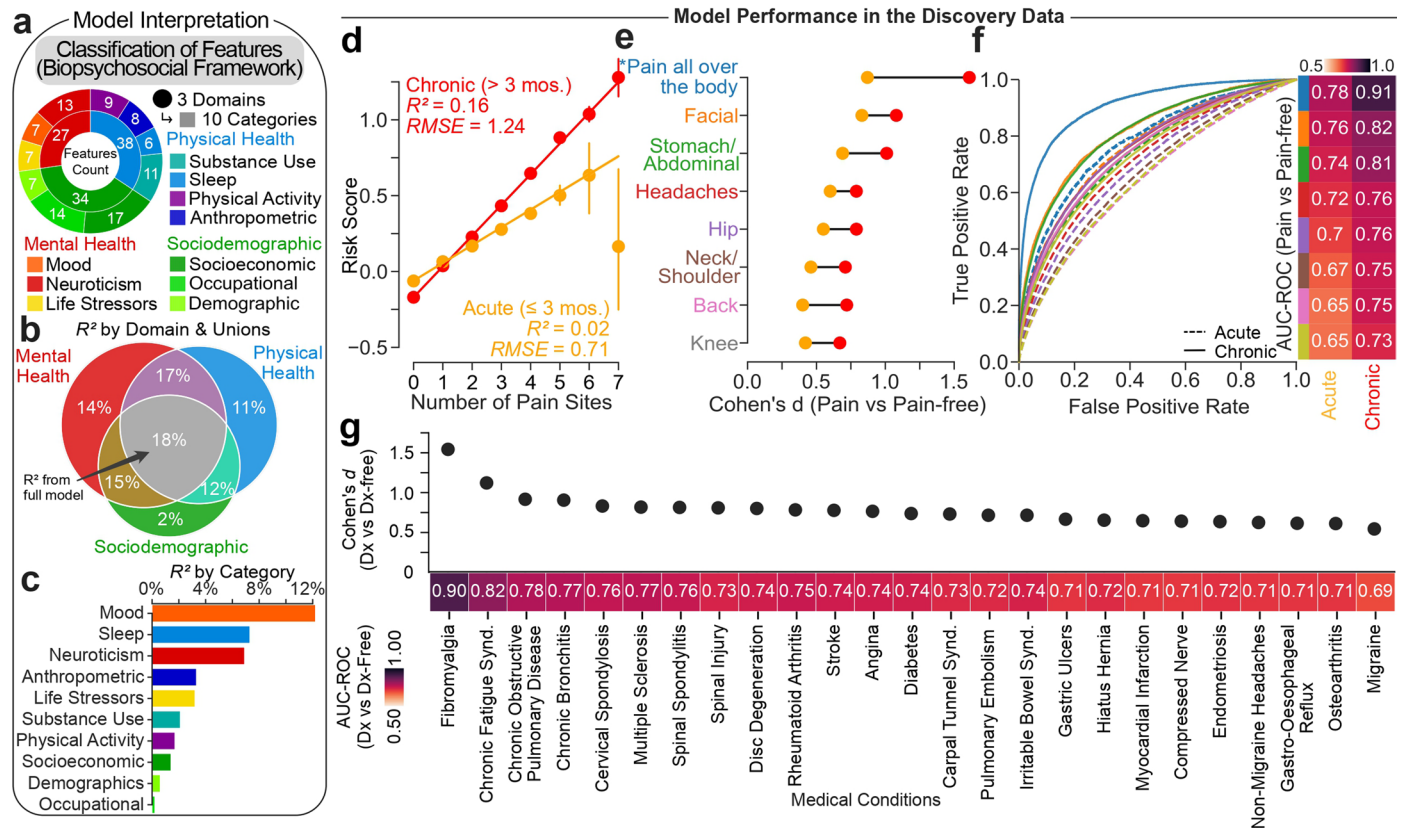 a
Model Interpretation
Classification of Features
(Biopsychosocial Framework)
13
9
8
6
11
17
14
7
7
7
27
38
34
Features
Count
3 Domains
10 Categories
Physical Health
Substance Use
Sleep
Physical Activity
Anthropometric
Mental Health
Mood
Neuroticism
Life Stressors
Sociodemographic
Socioeconomic
Occupational
Demographic
b
R² by Domain & Unions
Mental
Health
Physical
Health
17%
14%
11%
18%
R² from
full model
15%
12%
2%
Sociodemographic
c
R² by Category
0% 4% 8% 12%
Mood
Sleep
Neuroticism
Anthropometric
Life Stressors
Substance Use
Physical Activity
Socioeconomic
Demographics
Occupational
Model Performance in the Discovery Data
d
Chronic (> 3 mos.)
R² = 0.16
RMSE = 1.24
Acute (≤ 3 mos.)
R² = 0.02
RMSE = 0.71
Risk Score
1.0
0.5
0.0
−0.5
0 1 2 3 4 5 6 7
Number of Pain Sites
e
*Pain all over
the body
Facial
Stomach/
Abdominal
Headaches
Hip
Neck/
Shoulder
Back
Knee
0.0 0.5 1.0 1.5
Cohen's d (Pain vs Pain-free)
f
True Positive Rate
1.0
0.8
0.6
0.4
0.2
0.0
0.0 0.2 0.4 0.6 0.8 1.0
False Positive Rate
Acute
Chronic
0.5 1.0
AUC-ROC (Pain vs Pain-free)
0.78 0.91
0.76 0.82
0.74 0.81
0.72 0.76
0.7 0.76
0.67 0.75
0.65 0.75
0.65 0.73
Acute
Chronic
g
Cohen's d
(Dx vs Dx-free)
1.5
1.0
0.5
0
0.90 0.82 0.78 0.77 0.76 0.77 0.76 0.73 0.74 0.75 0.74 0.74 0.74 0.73 0.72 0.74 0.71 0.72 0.71 0.71 0.72 0.71 0.71 0.71 0.69
AUC-ROC
(Dx vs Dx-Free)
0.50 1.00
Fibromyalgia
Chronic Fatigue Synd.
Chronic Obstructive
Pulmonary Disease
Chronic Bronchitis
Cervical Spondylosis
Multiple Sclerosis
Spinal Spondylitis
Spinal Injury
Disc Degeneration
Rheumatoid Arthritis
Stroke
Angina
Diabetes
Carpal Tunnel Synd.
Pulmonary Embolism
Irritable Bowel Synd.
Gastric Ulcers
Hiatus Hernia
Myocardial Infarction
Compressed Nerve
Endometriosis
Non-Migraine Headaches
Gastro-Oesophageal
Reflux
Osteoarthritis
Migraine
Medical Conditions